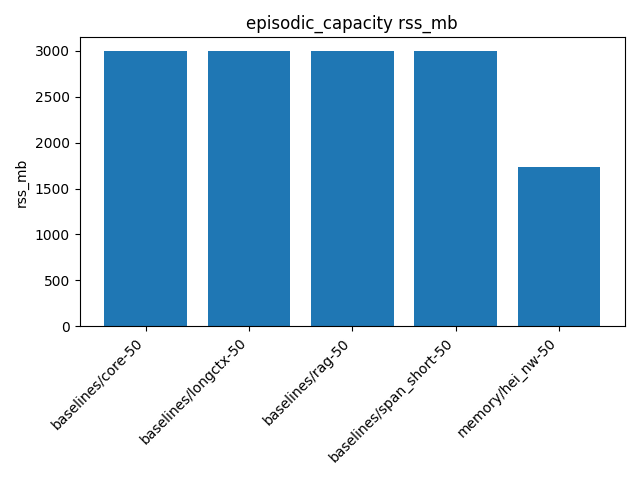 episodic_capacity rss_mb
rss_mb
3000
2500
2000
1500
1000
500
0
baselines/core-50
baselines/longctx-50
baselines/rag-50
baselines/span_short-50
memory/hei_nw-50